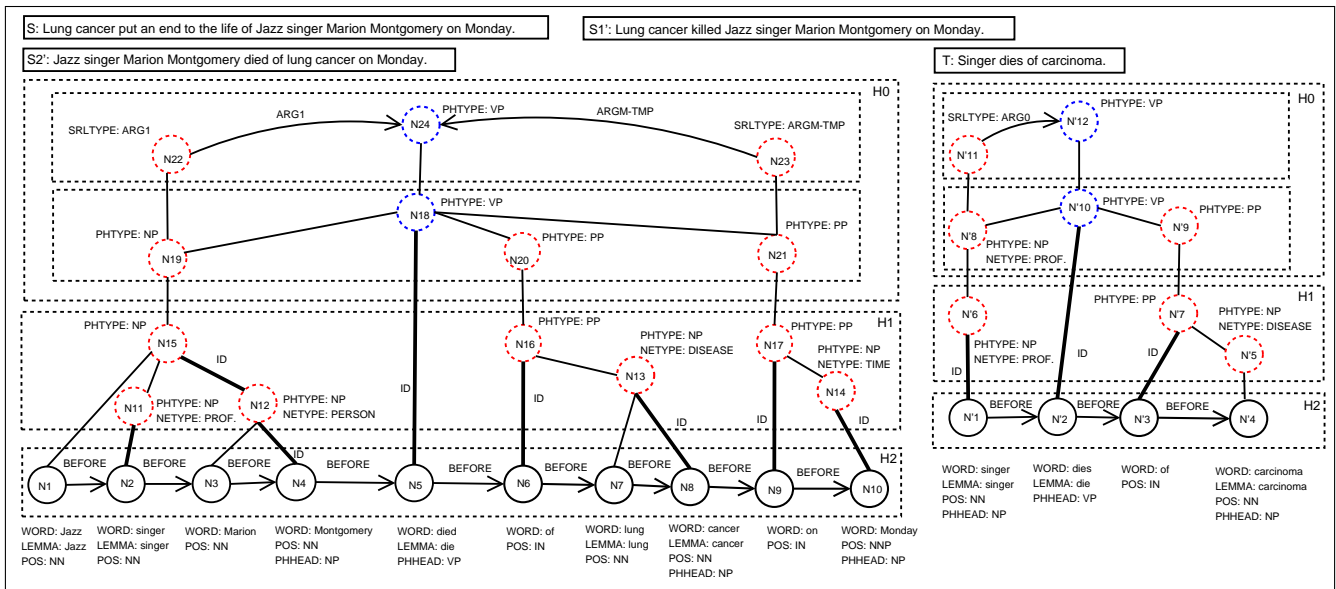 S: Lung cancer put an end to the life of Jazz singer Marion Montgomery on Monday.
S1': Lung cancer killed Jazz singer Marion Montgomery on Monday.
S2': Jazz singer Marion Montgomery died of lung cancer on Monday.
T: Singer dies of carcinoma.
H0
ARG1
PHTYPE: VP
ARGM-TMP
N24
SRLTYPE: ARG1
SRLTYPE: ARGM-TMP
N22
N23
PHTYPE: VP
N18
PHTYPE: NP
PHTYPE: PP
PHTYPE: PP
N19
N20
N21
H1
PHTYPE: NP
PHTYPE: PP
PHTYPE: PP
N15
N16
N17
ID
PHTYPE: NP
NETYPE: DISEASE
PHTYPE: NP
NETYPE: TIME
N13
N14
N11
PHTYPE: NP
NETYPE: PROF.
N12
PHTYPE: NP
NETYPE: PERSON
ID
ID
ID
ID
ID
ID
H2
BEFORE
BEFORE
BEFORE
BEFORE
BEFORE
BEFORE
BEFORE
BEFORE
BEFORE
N1
N2
N3
N4
N5
N6
N7
N8
N9
N10
WORD: Jazz
LEMMA: Jazz
POS: NN
WORD: singer
LEMMA: singer
POS: NN
WORD: Marion
POS: NN
WORD: Montgomery
POS: NN
PHHEAD: NP
WORD: died
LEMMA: die
PHHEAD: VP
WORD: of
POS: IN
WORD: lung
LEMMA: lung
POS: NN
WORD: cancer
LEMMA: cancer
POS: NN
PHHEAD: NP
WORD: on
POS: IN
WORD: Monday
POS: NNP
PHHEAD: NP
H0
PHTYPE: VP
SRLTYPE: ARG0
N'12
N'11
PHTYPE: VP
N'10
PHTYPE: PP
N'8
N'9
PHTYPE: NP
NETYPE: PROF.
H1
PHTYPE: PP
PHTYPE: NP
NETYPE: DISEASE
N'6
N'7
N'5
PHTYPE: NP
NETYPE: PROF.
ID
ID
ID
H2
BEFORE
BEFORE
BEFORE
N'1
N'2
N'3
N'4
WORD: singer
LEMMA: singer
POS: NN
PHHEAD: NP
WORD: dies
LEMMA: die
PHHEAD: VP
WORD: of
POS: IN
WORD: carcinoma
LEMMA: carcinoma
POS: NN
PHHEAD: NP